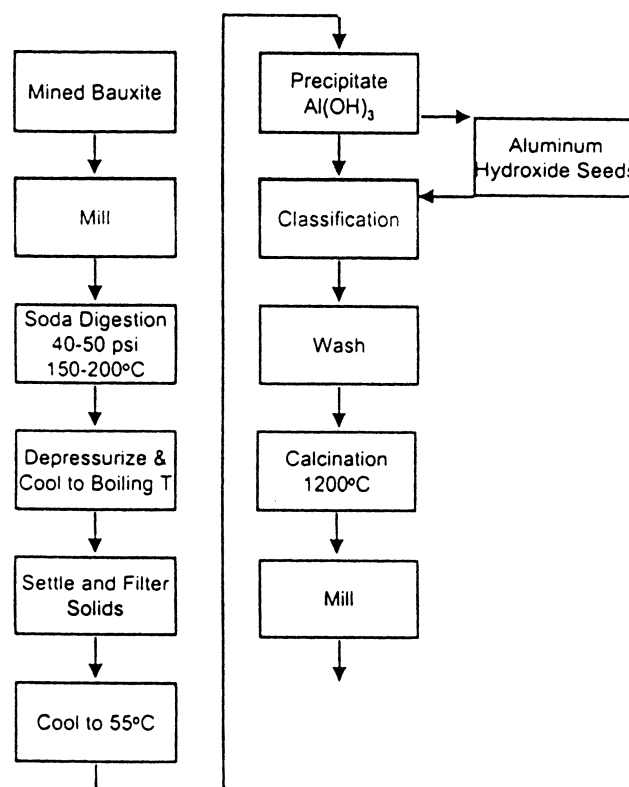 Mined Bauxite
Mill
Soda Digestion
40-50 psi
150-200°C
Depressurize &
Cool to Boiling T
Settle and Filter
Solids
Cool to 55°C
Precipitate
Al(OH)₃
Aluminum
Hydroxide Seeds
Classification
Wash
Calcination
1200°C
Mill